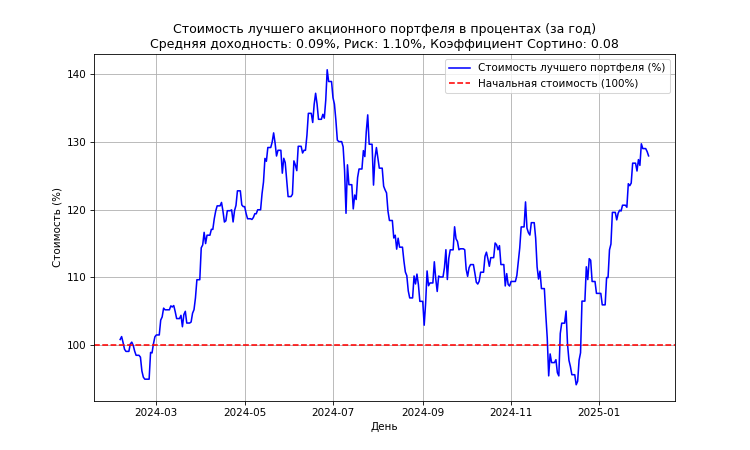 Стоимость лучшего акционного портфеля в процентах (за год)
Средняя доходность: 0.09%, Риск: 1.10%, Коэффициент Сортино: 0.08
Стоимость лучшего портфеля (%)
Начальная стоимость (100%)
Стоимость (%)
140
130
120
110
100
2024-03
2024-05
2024-07
2024-09
2024-11
2025-01
День